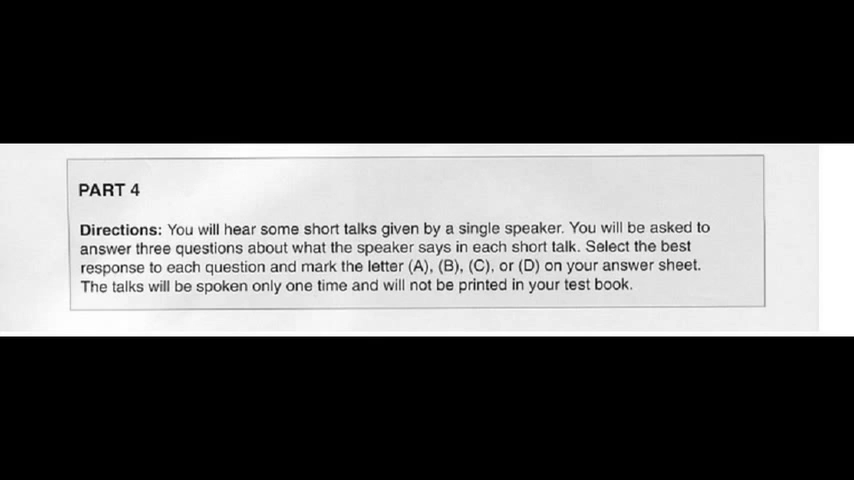 PART 4
Directions: You will hear some short talks given by a single speaker. You will be asked to
answer three questions about what the speaker says in each short talk. Select the best
response to each question and mark the letter (A), (B), (C), or (D) on your answer sheet.
The talks will be spoken only one time and will not be printed in your test book.